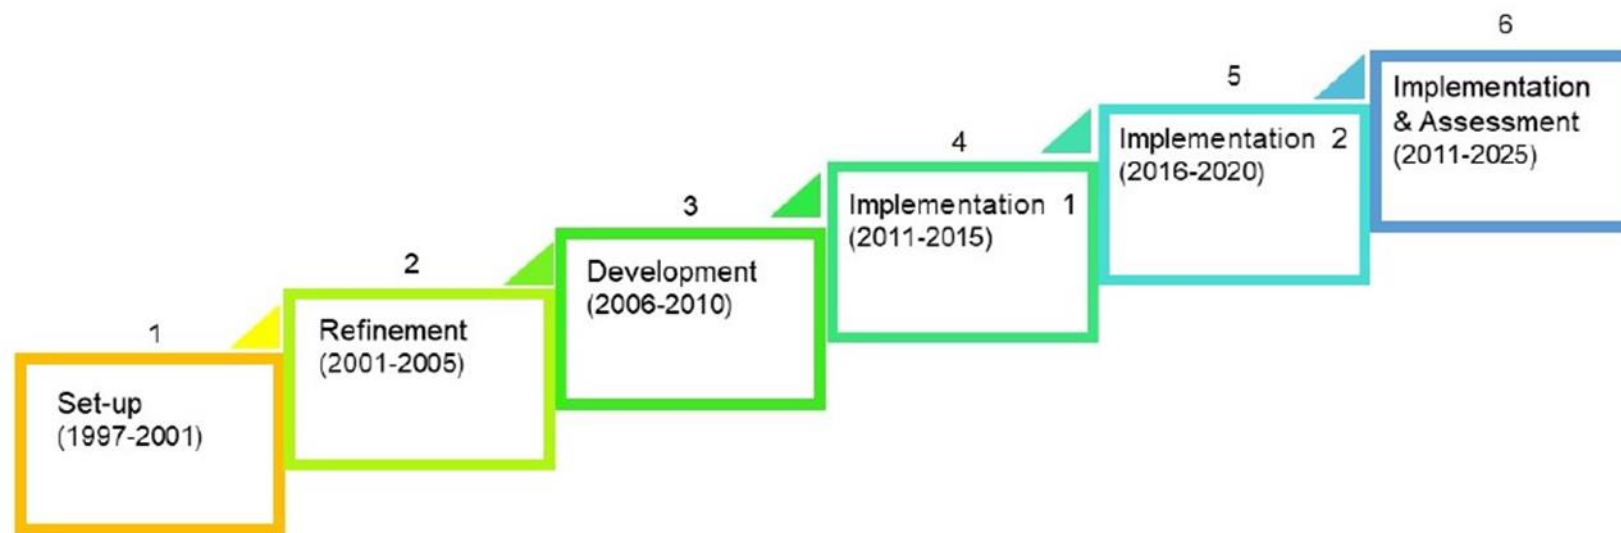 1
Set-up
(1997-2001)
2
Refinement
(2001-2005)
3
Development
(2006-2010)
4
Implementation 1
(2011-2015)
5
Implementation 2
(2016-2020)
6
Implementation
& Assessment
(2011-2025)